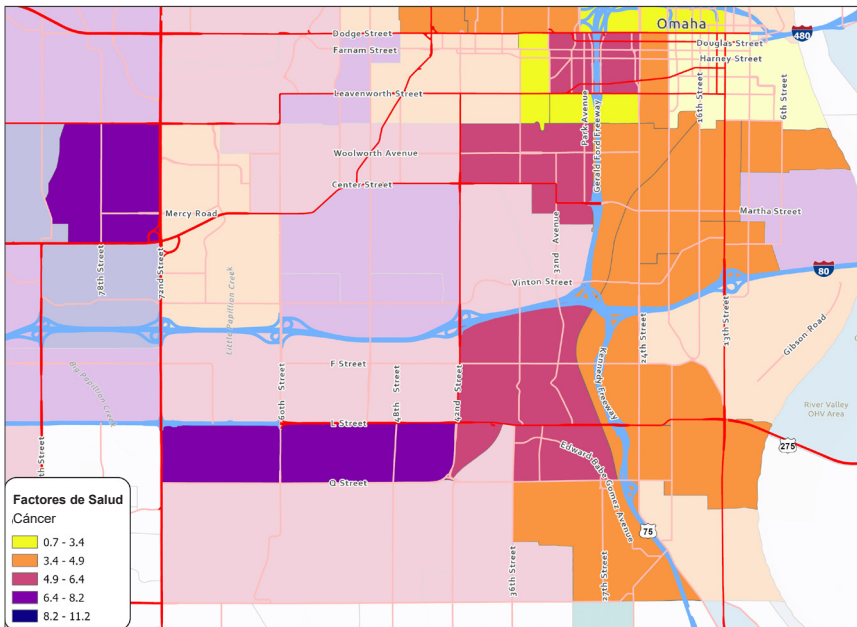 Omaha
480
Dodge Street
Farnam Street
Douglas Street
Harney Street
Leavenworth Street
Park Avenue
Gerald Ford Freeway
16th Street
6th Street
Woolworth Avenue
Center Street
Mercy Road
Martha Street
32nd Avenue
78th Street
72nd Street
Little Papillion Creek
Vinton Street
80
24th Street
13th Street
Gibson Road
Big Papillion Creek
60th Street
F Street
48th Street
42nd Street
Kennedy Freeway
River Valley
OHV Area
L Street
275
th Street
Edward Babe Gomez Avenue
Q Street
75
36th Street
27th Street
Factores de Salud
Cáncer
0.7 - 3.4
3.4 - 4.9
4.9 - 6.4
6.4 - 8.2
8.2 - 11.2